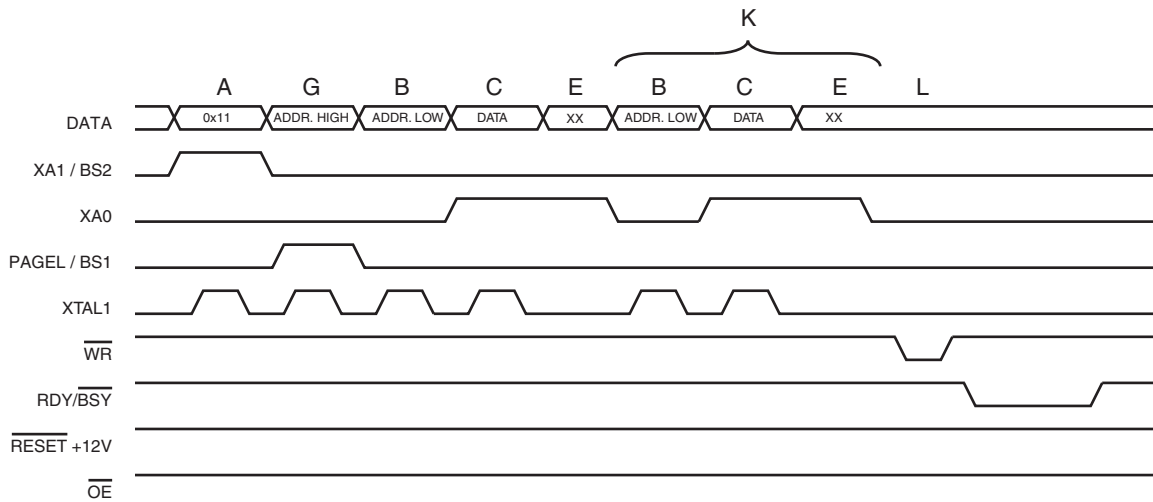 K
A G B C E B C E L
DATA 0x11 ADDR. HIGH ADDR. LOW DATA XX ADDR. LOW DATA XX
XA1 / BS2
XA0
PAGEL / BS1
XTAL1
WR
RDY/BSY
RESET +12V
OE